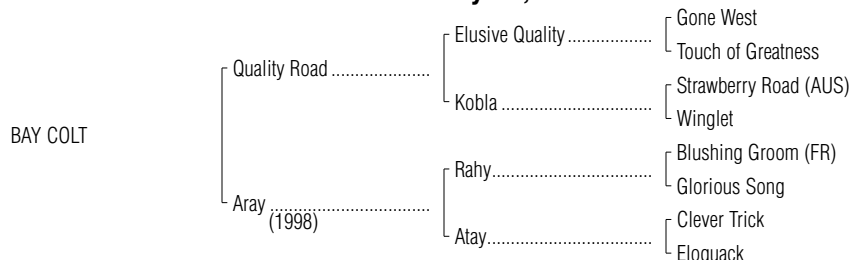 Gone West
Elusive Quality ....................
Touch of Greatness
Quality Road .....................
Strawberry Road (AUS)
Kobla ....................................
Winglet
BAY COLT
Blushing Groom (FR)
Rahy ......................................
Glorious Song
Aray ..................................
(1998)
Clever Trick
Atay .......................................
Eloquack